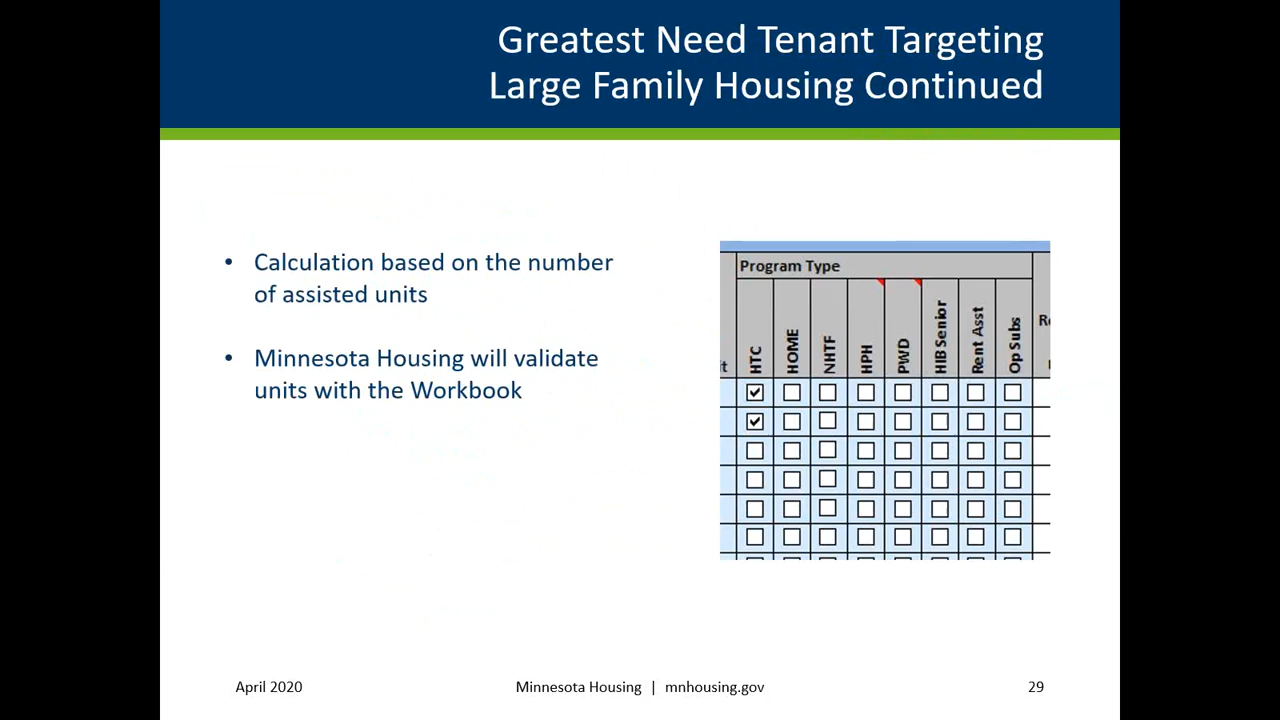 Greatest Need Tenant Targeting
Large Family Housing Continued
• Calculation based on the number
of assisted units
• Minnesota Housing will validate
units with the Workbook
Program Type
HTC
HOME
NHTF
HPH
PWD
HIB Senior
Rent Asst
Op Subs
April 2020
Minnesota Housing | mnhousing.gov
29